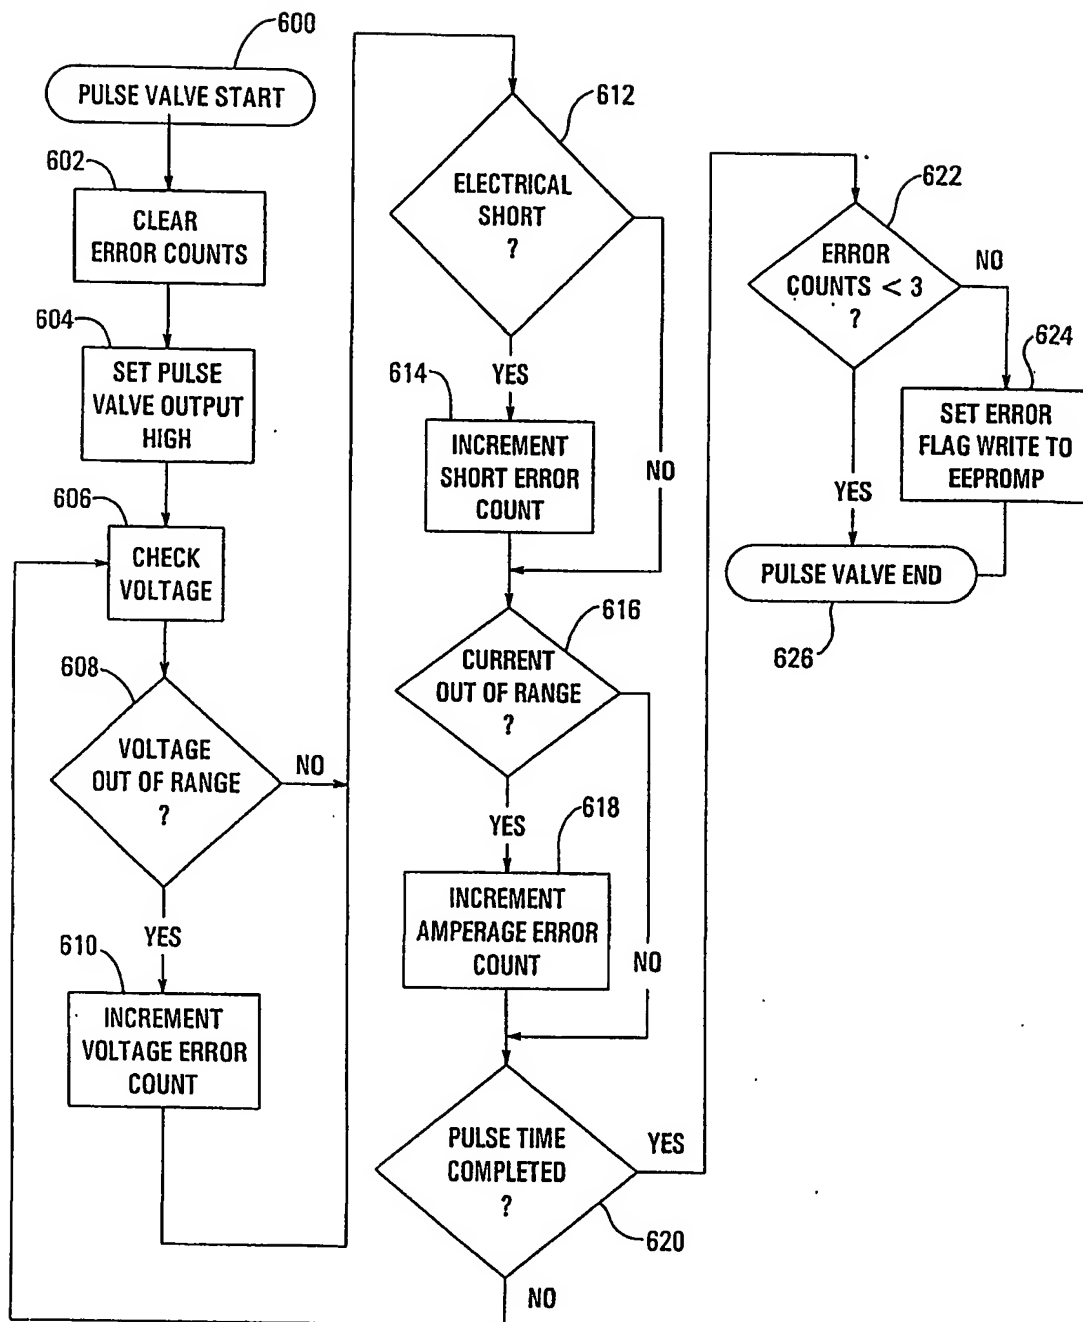 600
PULSE VALVE START
602
CLEAR
ERROR COUNTS
604
SET PULSE
VALVE OUTPUT
HIGH
606
CHECK
VOLTAGE
608
VOLTAGE
OUT OF RANGE
?
NO
YES
610
INCREMENT
VOLTAGE ERROR
COUNT
612
ELECTRICAL
SHORT
?
YES
NO
614
INCREMENT
SHORT ERROR
COUNT
616
CURRENT
OUT OF RANGE
?
YES
NO
618
INCREMENT
AMPERAGE ERROR
COUNT
PULSE TIME
COMPLETED
?
YES
620
NO
622
ERROR
COUNTS < 3
?
NO
YES
624
SET ERROR
FLAG WRITE TO
EEPROMP
PULSE VALVE END
626